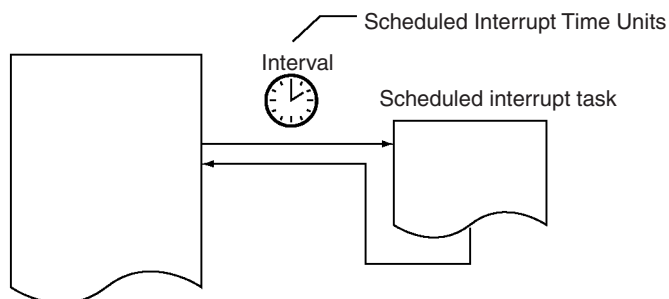 Scheduled Interrupt Time Units
Interval
Scheduled interrupt task